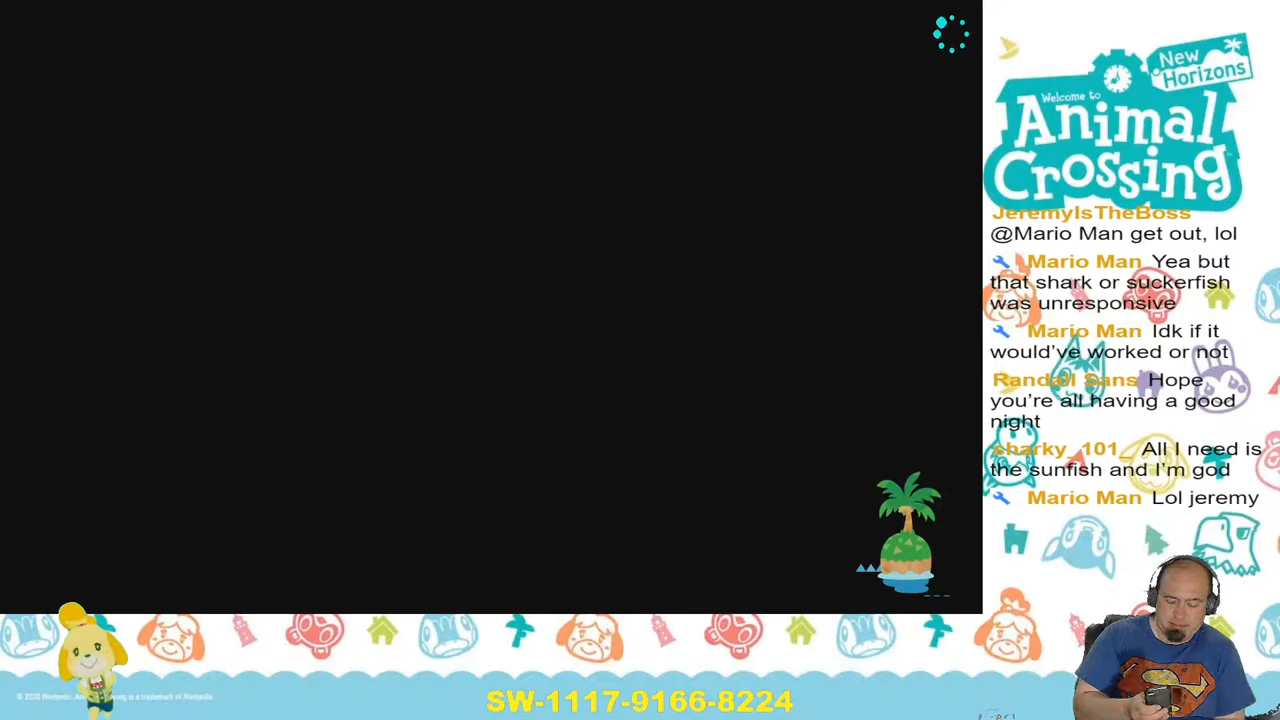 New
Horizons
Welcome to
Animal
Crossing
JeremyIsTheBoss
@Mario Man get out, lol
Mario Man Yea but
that shark or suckerfish
was unresponsive
Mario Man Idk if it
would've worked or not
Randall Sans Hope
you're all having a good
night
sharky_101_ All I need is
the sunfish and I'm god
Mario Man Lol jeremy
SW-1117-9166-8224